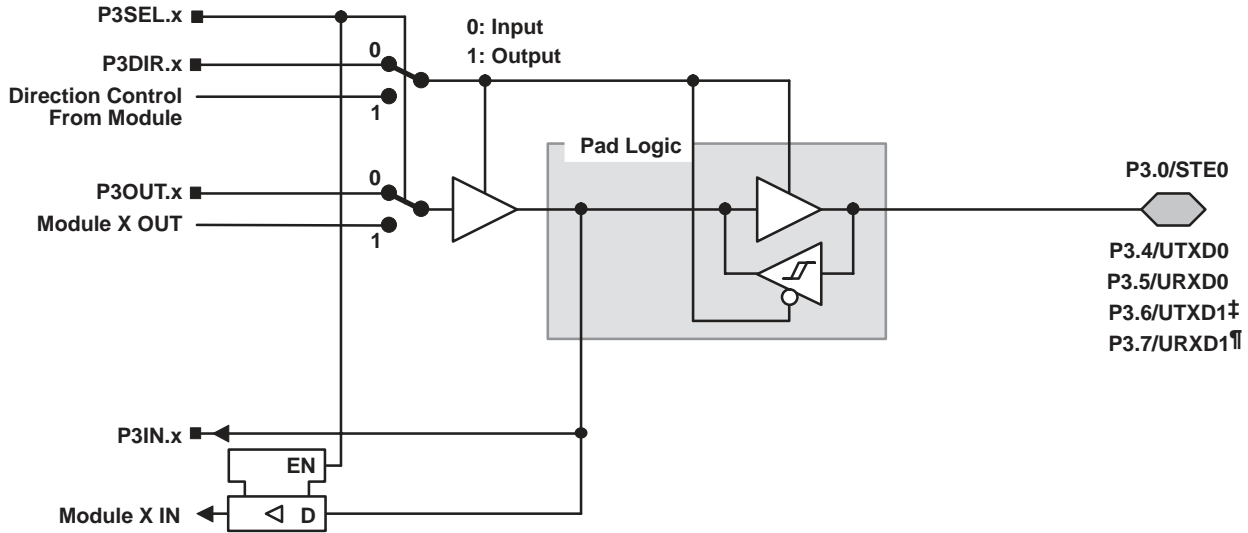 P3SEL.x
0: Input
1: Output
0
P3DIR.x
Direction Control
From Module
1
Pad Logic
P3.0/STE0
0
P3OUT.x
Module X OUT
1
P3.4/UTXD0
P3.5/URXD0
P3.6/UTXD1‡
P3.7/URXD1¶
P3IN.x
EN
Module X IN
D